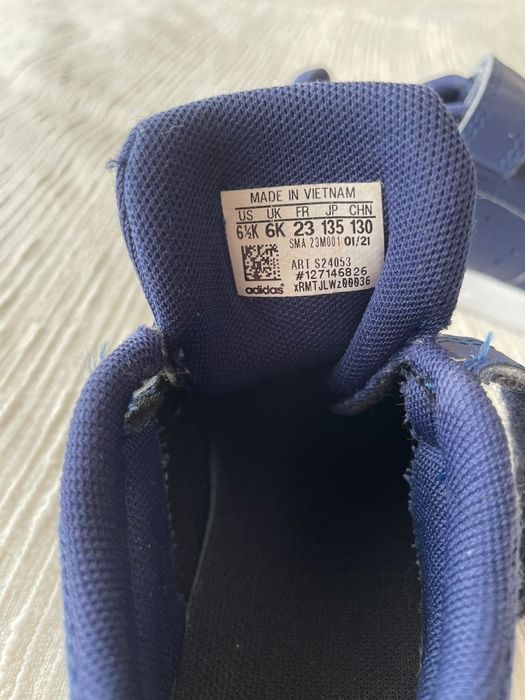 MADE IN VIETNAM
US UK FR JP CHN
6½K 6K 23 135 130
SMA 23M001 01/21
ART S24053
#127146826
adidas xRMTJLWz00036